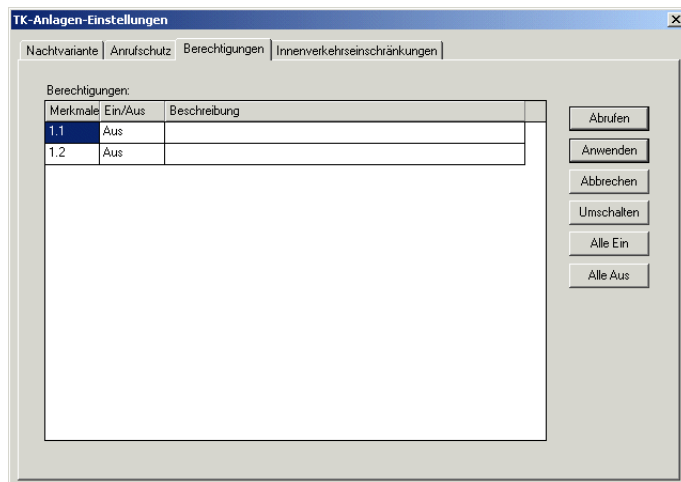 TK-Anlagen-Einstellungen
Nachtvariante Anrufschutz Berechtigungen Innenverkehrseinschränkungen
Berechtigungen:
Merkmale Ein/Aus Beschreibung
1.1 Aus
1.2 Aus
Abrufen
Anwenden
Abbrechen
Umschalten
Alle Ein
Alle Aus